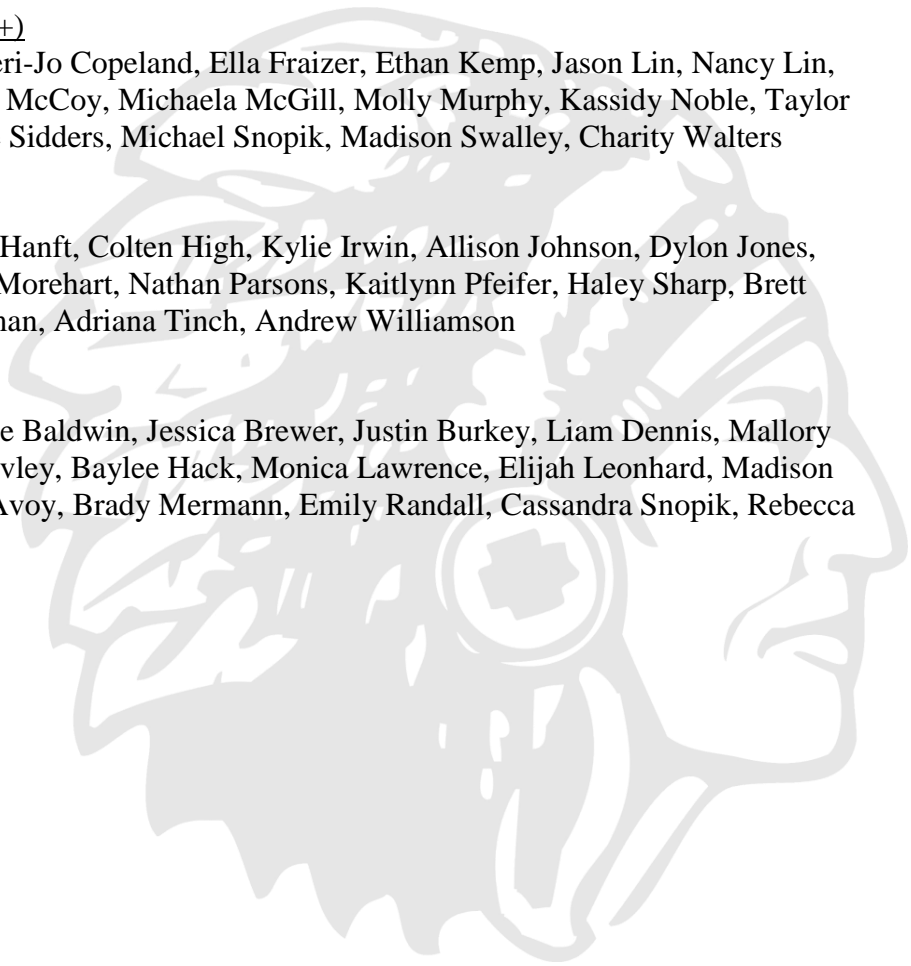 +)
eri-Jo Copeland, Ella Fraizer, Ethan Kemp, Jason Lin, Nancy Lin,
McCoy, Michaela McGill, Molly Murphy, Kassidy Noble, Taylor
Sidders, Michael Snopik, Madison Swalley, Charity Walters
Hanft, Colten High, Kylie Irwin, Allison Johnson, Dylon Jones,
Morehart, Nathan Parsons, Kaitlynn Pfeifer, Haley Sharp, Brett
nan, Adriana Tinch, Andrew Williamson
e Baldwin, Jessica Brewer, Justin Burkey, Liam Dennis, Mallory
vley, Baylee Hack, Monica Lawrence, Elijah Leonhard, Madison
Avoy, Brady Mermann, Emily Randall, Cassandra Snopik, Rebecca